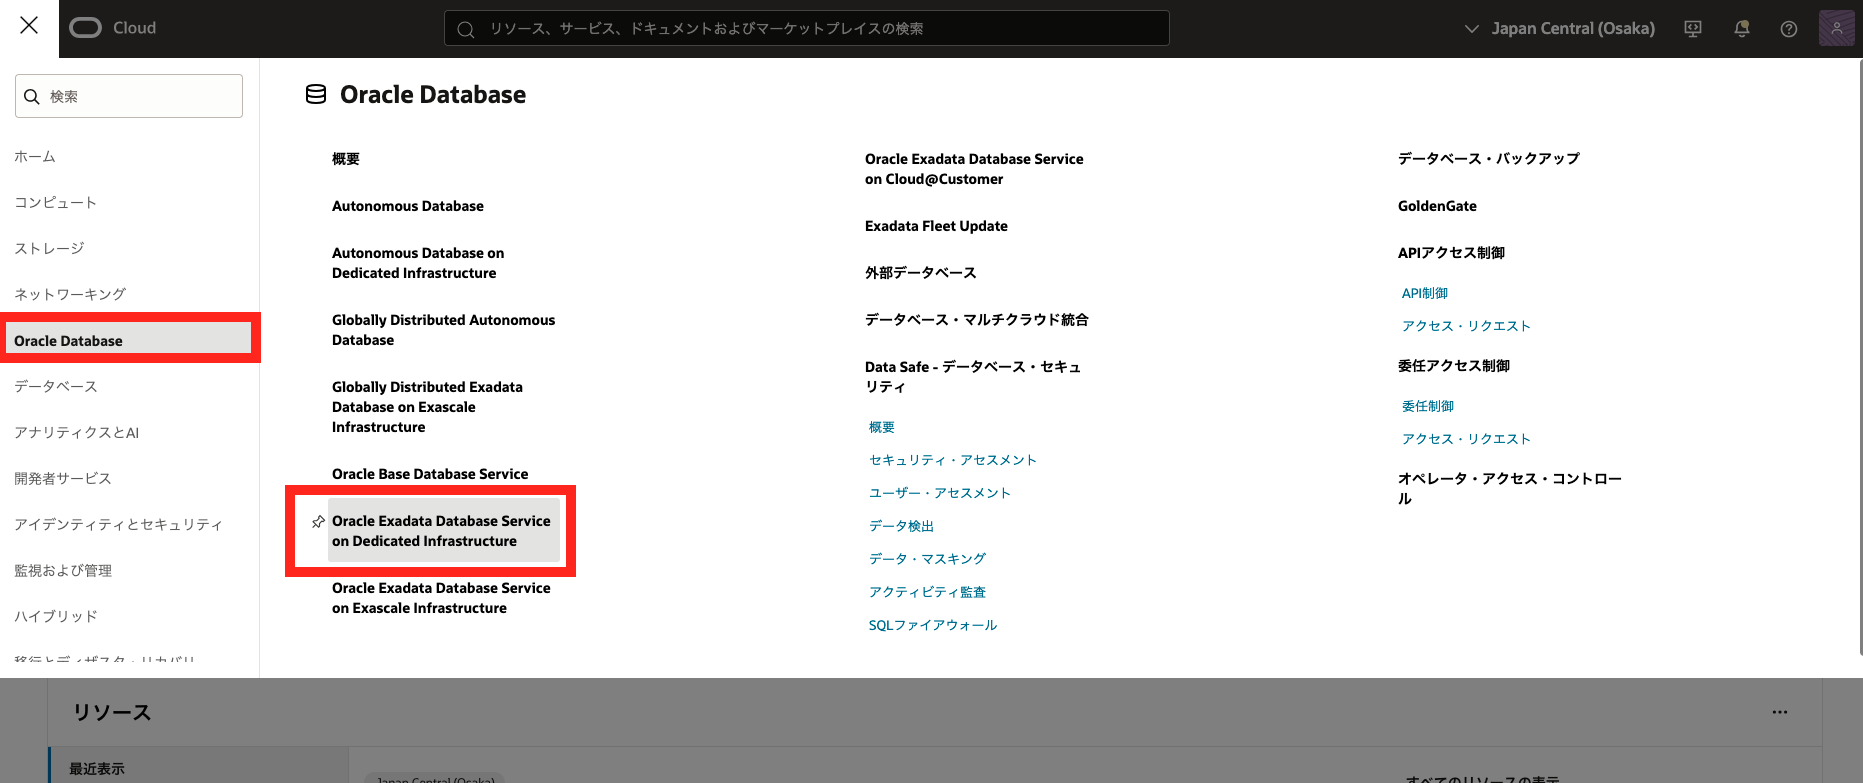 Cloud
リソース、サービス、ドキュメントおよびマーケットプレイスの検索
Japan Central (Osaka)
検索
ホーム
コンピュート
ストレージ
ネットワーキング
Oracle Database
データベース
アナリティクスとAI
開発者サービス
アイデンティティとセキュリティ
監視および管理
ハイブリッド
移行とディザスタ・リカバリ
Oracle Database
概要
Autonomous Database
Autonomous Database on
Dedicated Infrastructure
Globally Distributed Autonomous
Database
Globally Distributed Exadata
Database on Exascale
Infrastructure
Oracle Base Database Service
Oracle Exadata Database Service
on Dedicated Infrastructure
Oracle Exadata Database Service
on Exascale Infrastructure
Oracle Exadata Database Service
on Cloud@Customer
Exadata Fleet Update
外部データベース
データベース・マルチクラウド統合
Data Safe - データベース・セキュ
リティ
概要
セキュリティ・アセスメント
ユーザー・アセスメント
データ検出
データ・マスキング
アクティビティ監査
SQLファイアウォール
データベース・バックアップ
GoldenGate
APIアクセス制御
API制御
アクセス・リクエスト
委任アクセス制御
委任制御
アクセス・リクエスト
オペレータ・アクセス・コントロー
ル
リソース
最近表示
Japan Central (Osaka)
すべてのリソースの表示